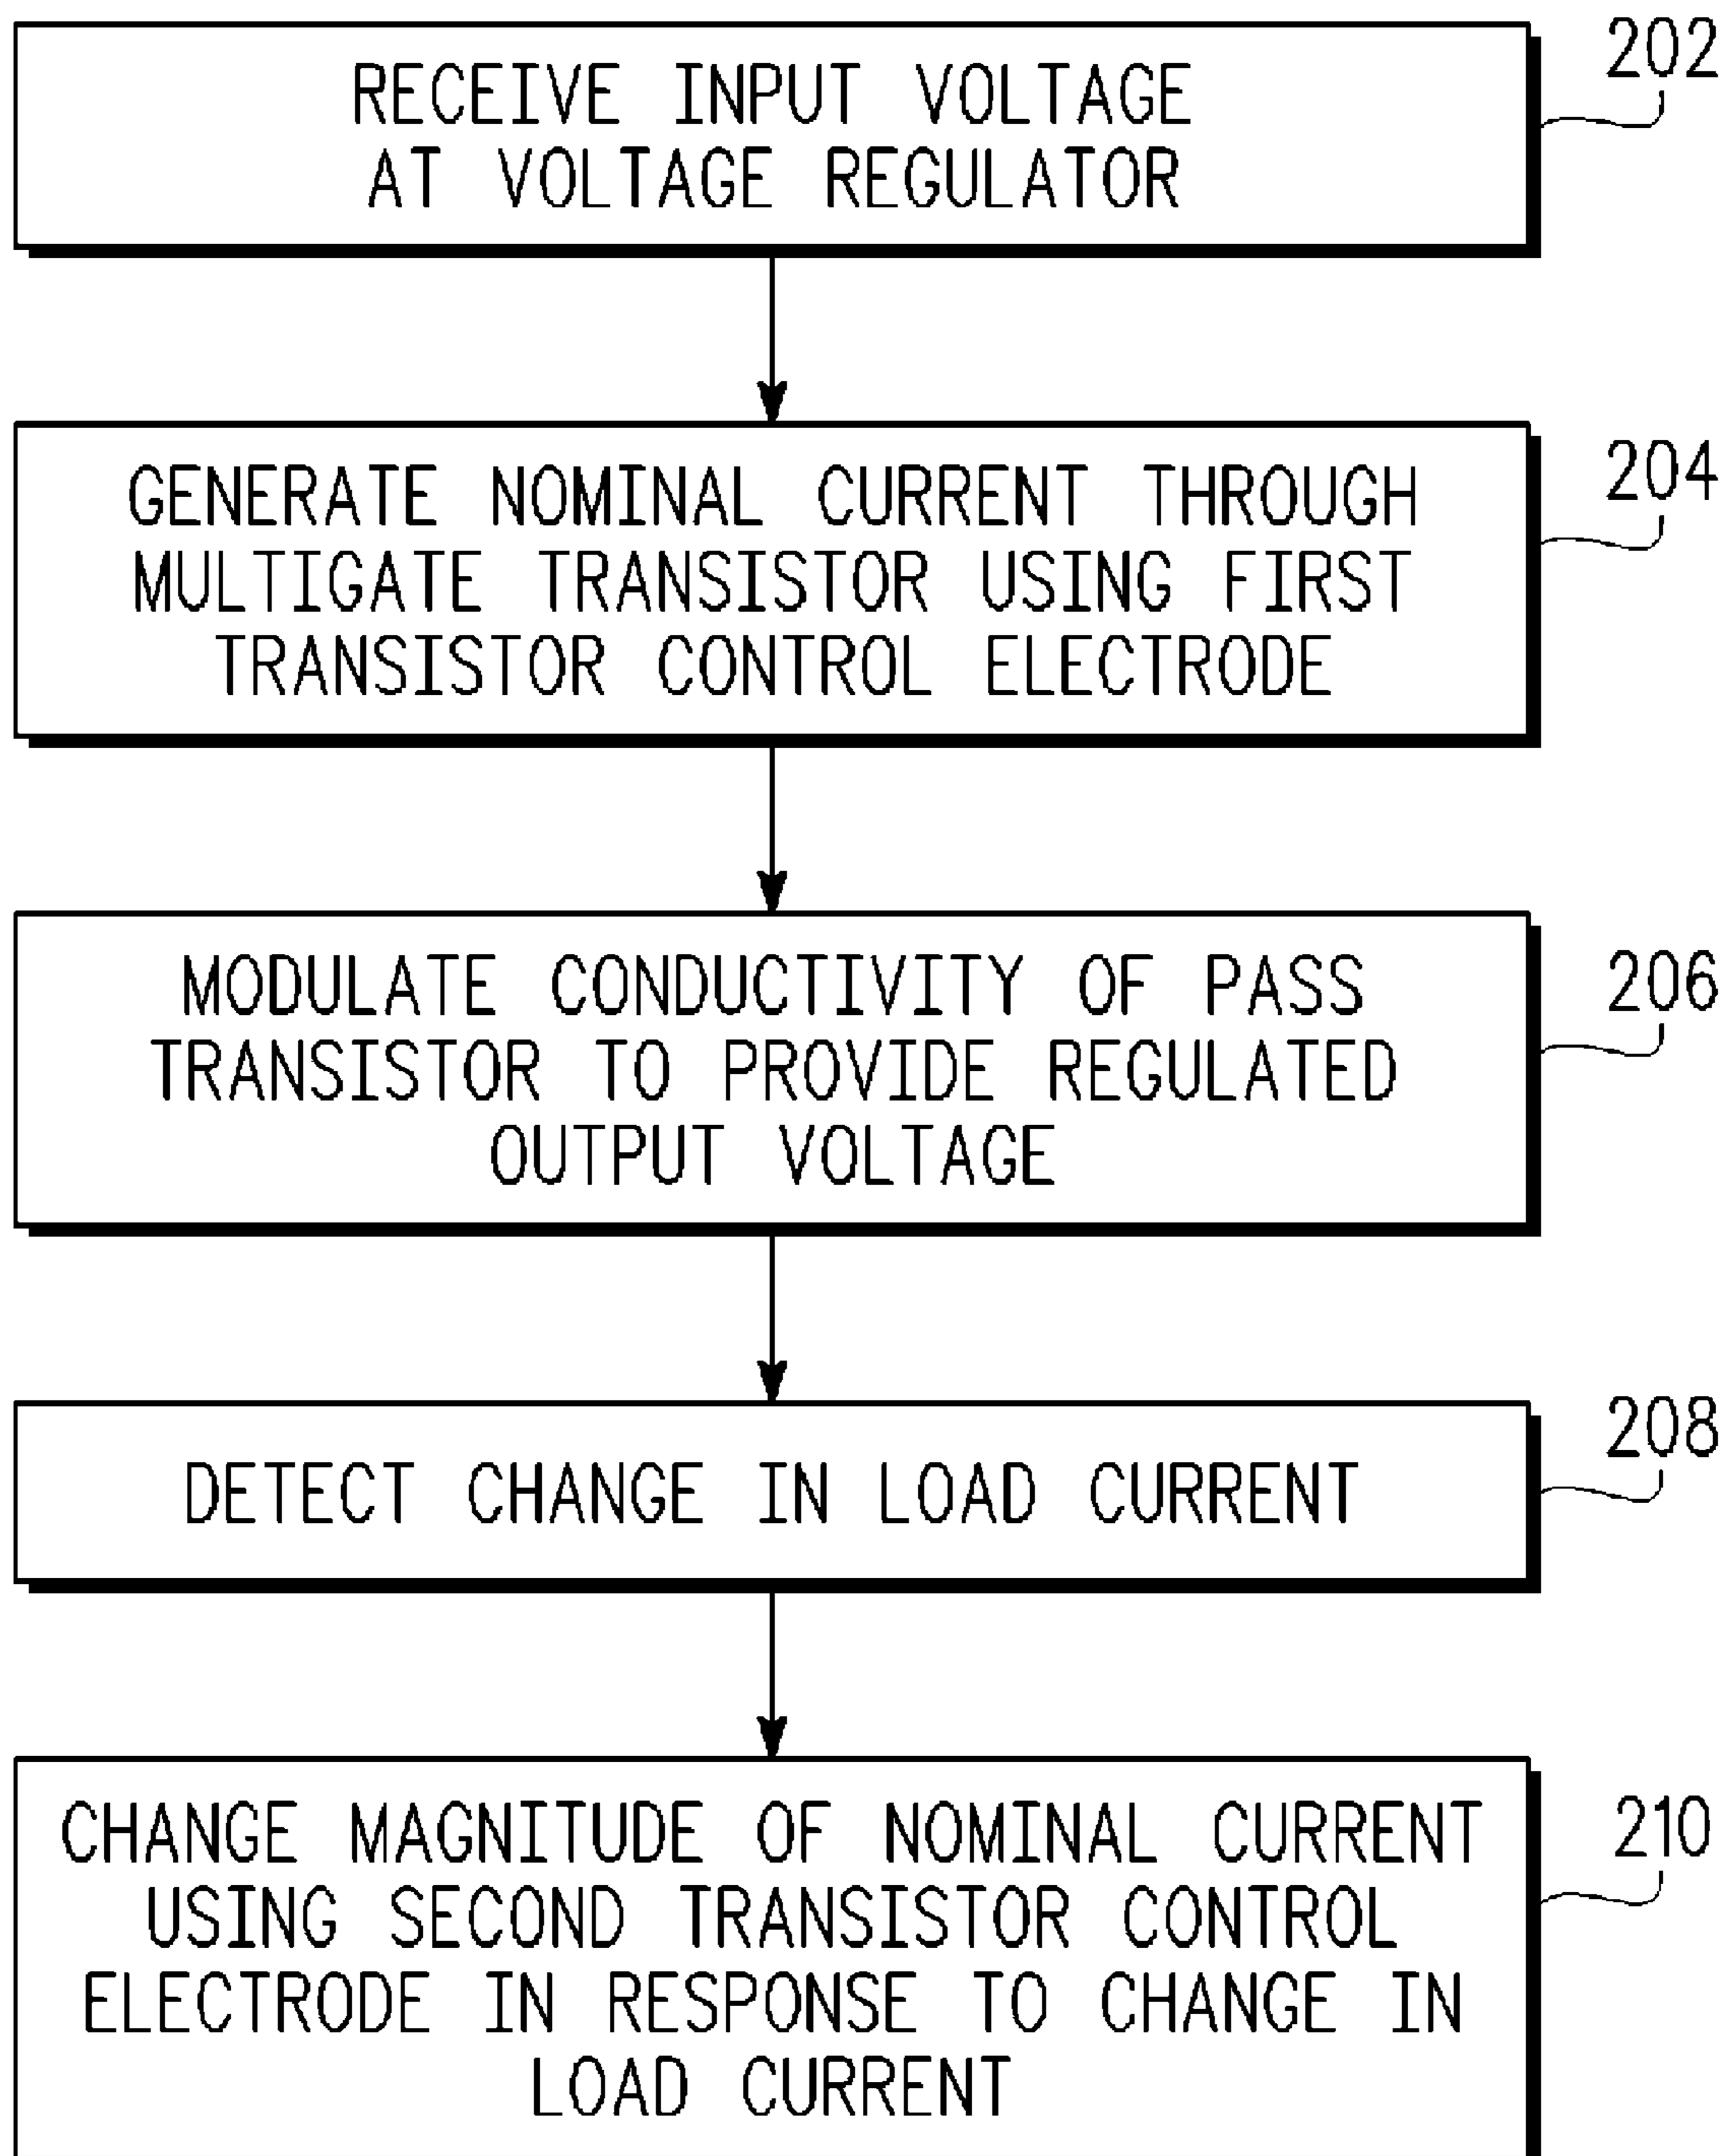 202
RECEIVE INPUT VOLTAGE
AT VOLTAGE REGULATOR
204
GENERATE NOMINAL CURRENT THROUGH
MULTIGATE TRANSISTOR USING FIRST
TRANSISTOR CONTROL ELECTRODE
206
MODULATE CONDUCTIVITY OF PASS
TRANSISTOR TO PROVIDE REGULATED
OUTPUT VOLTAGE
208
DETECT CHANGE IN LOAD CURRENT
210
CHANGE MAGNITUDE OF NOMINAL CURRENT
USING SECOND TRANSISTOR CONTROL
ELECTRODE IN RESPONSE TO CHANGE IN
LOAD CURRENT